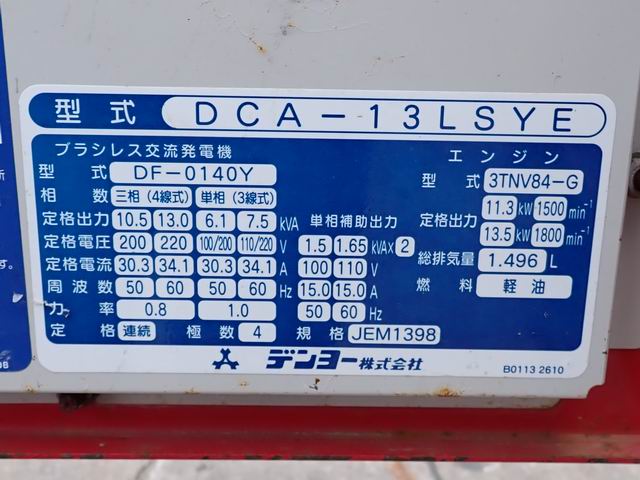 型式 DCA-13LSYE
ブラシレス交流発電機
型式 DF-0140Y
相数 三相(4線式) 単相(3線式)
定格出力 10.5 13.0 6.1 7.5 kVA
定格電圧 200 220 100/200 110/220 V
定格電流 30.3 34.1 30.3 34.1 A
周波数 50 60 50 60 Hz
力率 0.8 1.0
定格 連続 極数 4 規格 JEM1398
単相補助出力
1.5 1.65 kVA×2
100 110 V
15.0 15.0 A
50 60 Hz
エンジン
型式 3TNV84-G
定格出力 11.3 kW 1500 min⁻¹
13.5 kW 1800 min⁻¹
総排気量 1.496 L
燃料 軽油
デンヨー株式会社
B0113 2610
所
す。